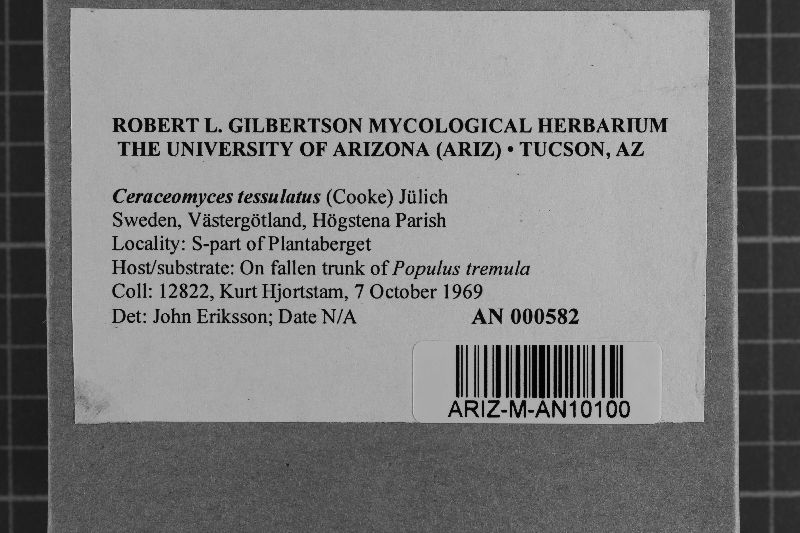 ROBERT L. GILBERTSON MYCOLOGICAL HERBARIUM
THE UNIVERSITY OF ARIZONA (ARIZ) • TUCSON, AZ
Ceraceomyces tessulatus (Cooke) Jülich
Sweden, Västergötland, Högstena Parish
Locality: S-part of Plantaberget
Host/substrate: On fallen trunk of Populus tremula
Coll: 12822, Kurt Hjortstam, 7 October 1969
Det: John Eriksson; Date N/A AN 000582
ARIZ-M-AN10100